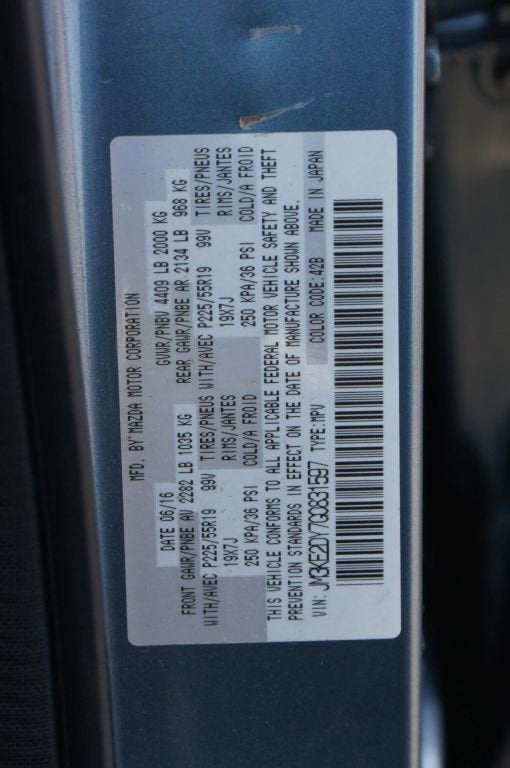 MFD. BY MAZDA MOTOR CORPORATION
DATE 06/16 GVWR/PNBV 4409 LB 2000 KG
FRONT GAWR/PNBE AV 2282 LB 1035 KG REAR GAWR/PNBE AR 2134 LB 968 KG
WITH/AVEC P225/55R19 99V TIRES/PNEUS WITH/AVEC P225/55R19 99V TIRES/PNEUS
19X7J RIMS/JANTES 19X7J RIMS/JANTES
250 KPA/36 PSI COLD/A FROID 250 KPA/36 PSI COLD/A FROID
THIS VEHICLE CONFORMS TO ALL APPLICABLE FEDERAL MOTOR VEHICLE SAFETY AND THEFT
PREVENTION STANDARDS IN EFFECT ON THE DATE OF MANUFACTURE SHOWN ABOVE.
VIN: JM3KE2DY7G0831597 TYPE:MPV COLOR CODE:42B MADE IN JAPAN